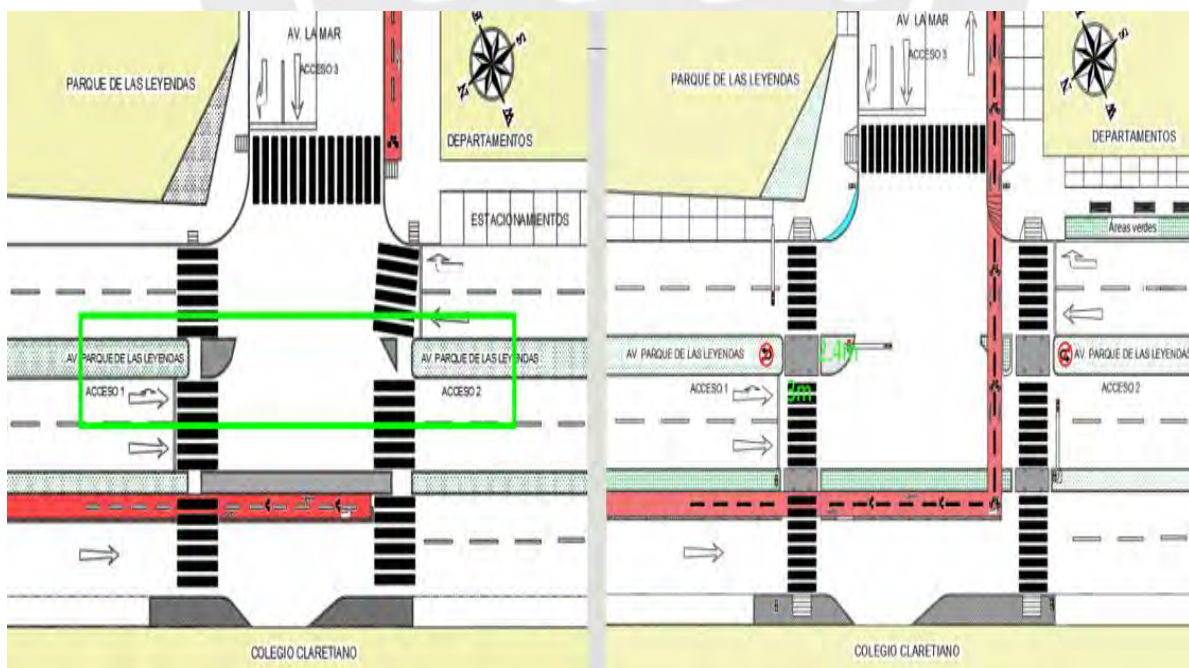 AV. LA MAR
ACCESO 3
PARQUE DE LAS LEYENDAS
DEPARTAMENTOS
ESTACIONAMIENTOS
AV. PARQUE DE LAS LEYENDAS
AV. PARQUE DE LAS LEYENDAS
ACCESO 1
ACCESO 2
COLEGIO CLARETIANO
AV. LA MAR
ACCESO 3
PARQUE DE LAS LEYENDAS
DEPARTAMENTOS
Áreas verdes
AV. PARQUE DE LAS LEYENDAS
2.4m
AV. PARQUE DE LAS LEYENDAS
ACCESO 1
3m
ACCESO 2
COLEGIO CLARETIANO